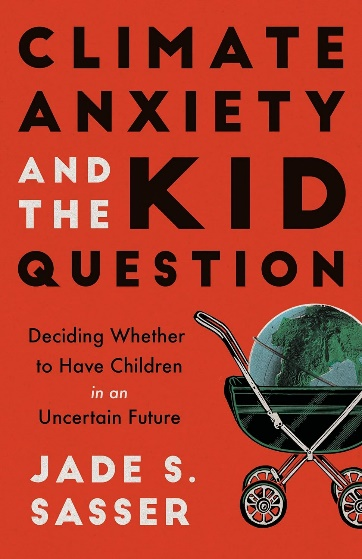 CLIMATE
ANXIETY
AND THE KID
QUESTION
Deciding Whether
to Have Children
in an
Uncertain Future
JADE S.
SASSER